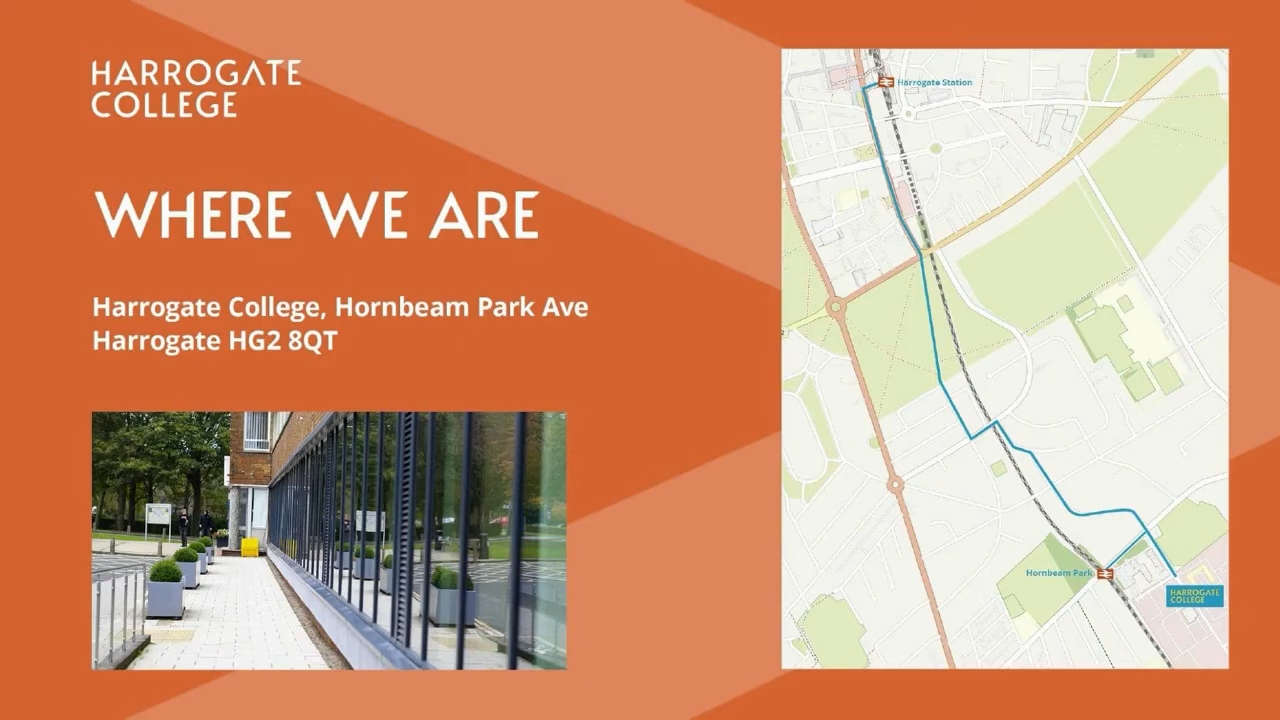 HARROGATE
COLLEGE
WHERE WE ARE
Harrogate College, Hornbeam Park Ave
Harrogate HG2 8QT
Harrogate Station
Hornbeam Park
HARROGATE
COLLEGE